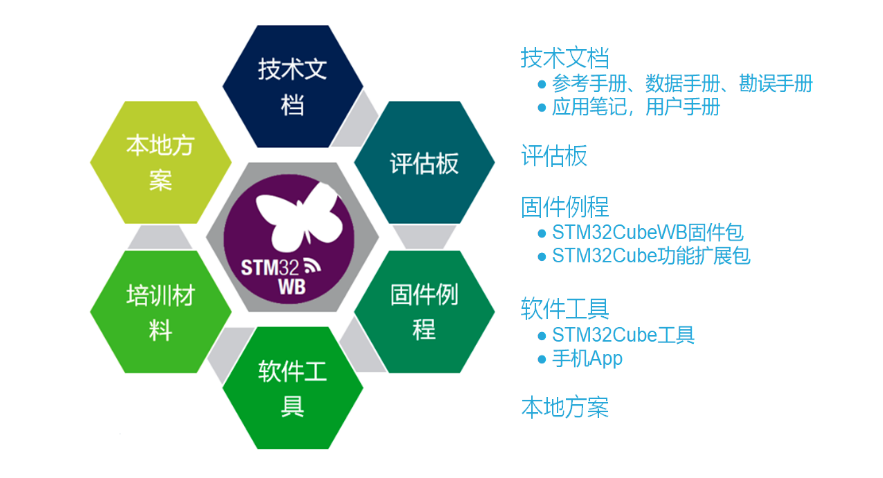 技术文
档
本地方
案
评估板
STM32
WB
培训材
料
固件例
程
软件工
具
技术文档
● 参考手册、数据手册、勘误手册
● 应用笔记，用户手册
评估板
固件例程
● STM32CubeWB固件包
● STM32Cube功能扩展包
软件工具
● STM32Cube工具
● 手机App
本地方案